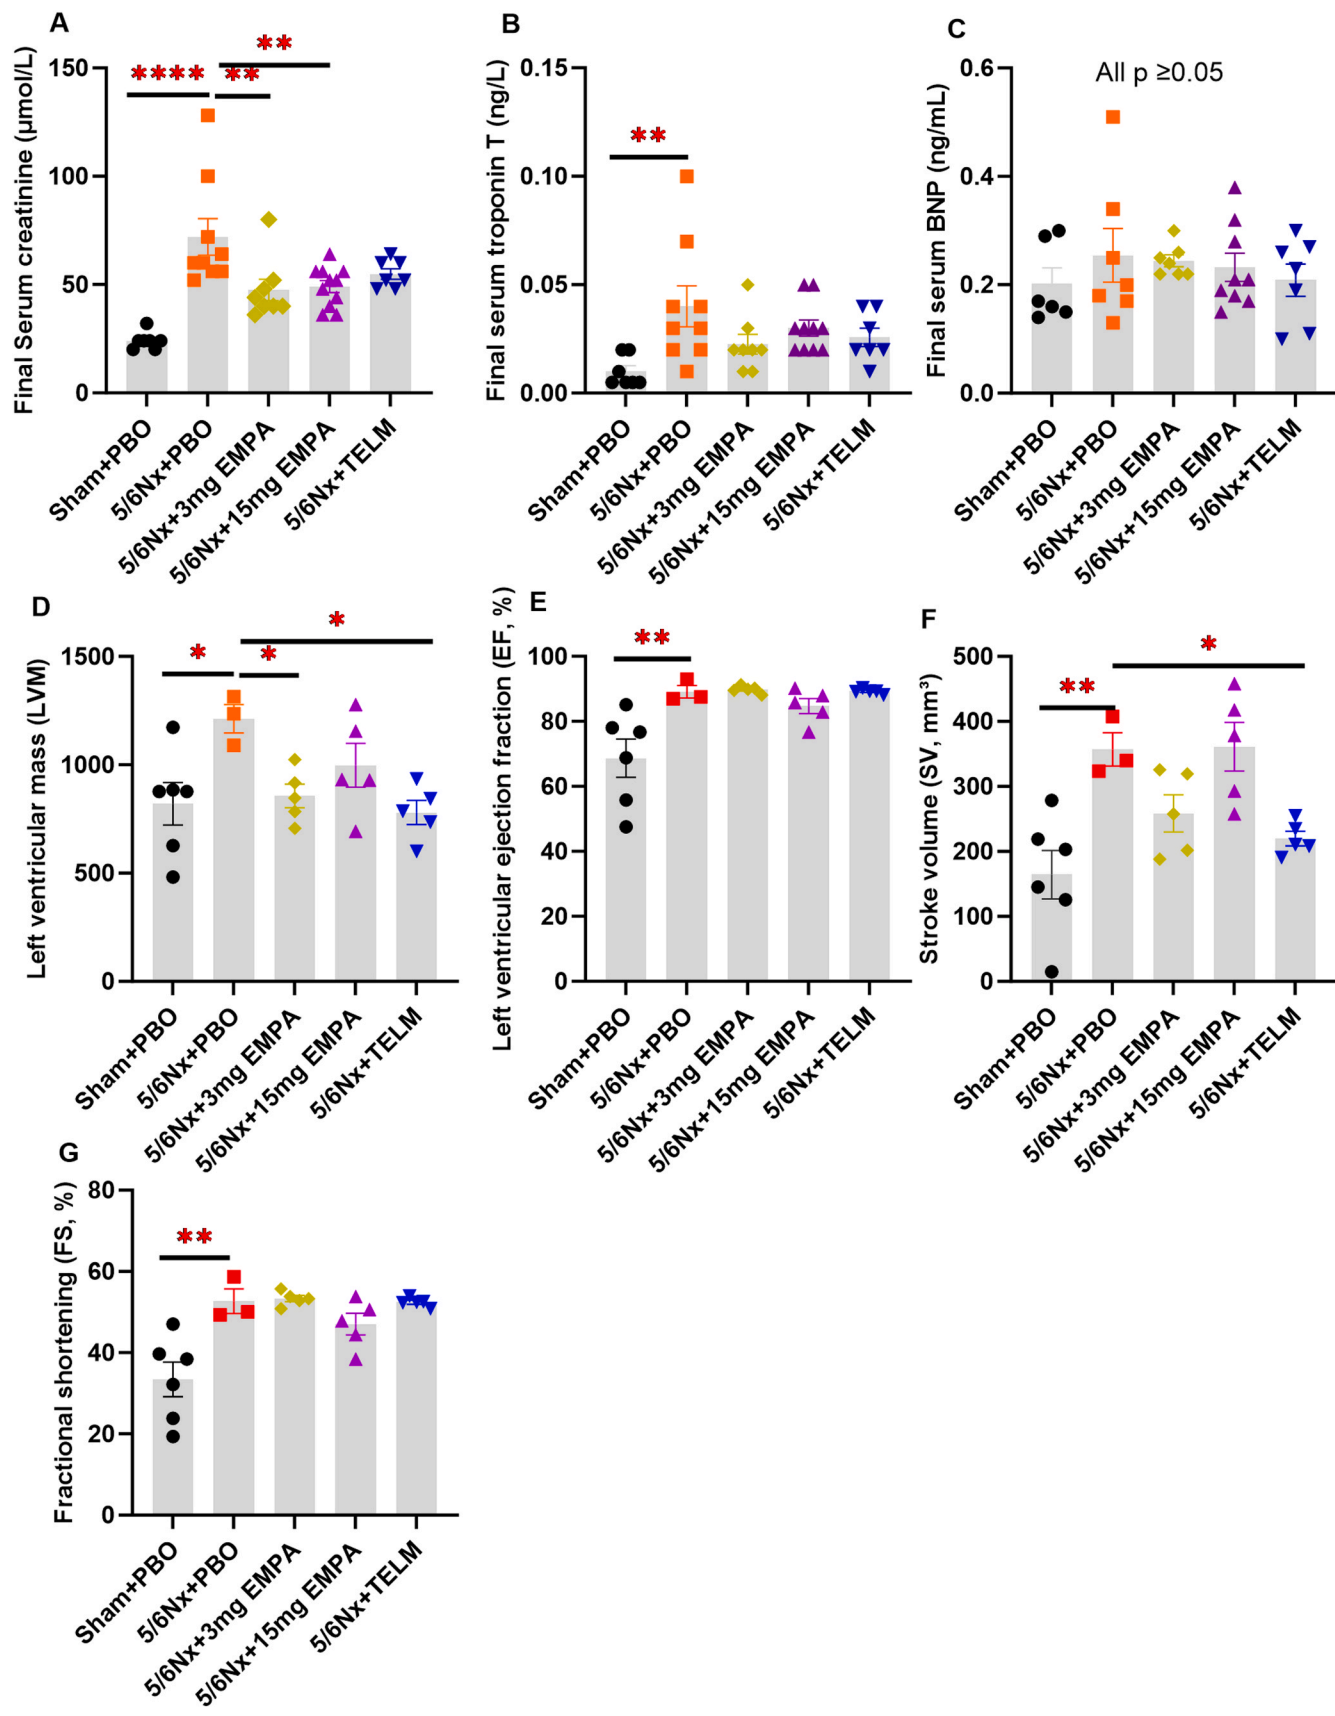 A
Final Serum creatinine (µmol/L)
150
100
50
0
****
**
**
Sham+PBO
5/6Nx+PBO
5/6Nx+3mg EMPA
5/6Nx+15mg EMPA
5/6Nx+TELM
B
Final serum troponin T (ng/L)
0.15
0.10
0.05
0.00
**
Sham+PBO
5/6Nx+PBO
5/6Nx+3mg EMPA
5/6Nx+15mg EMPA
5/6Nx+TELM
C
Final serum BNP (ng/mL)
0.6
0.4
0.2
0.0
All p ≥0.05
Sham+PBO
5/6Nx+PBO
5/6Nx+3mg EMPA
5/6Nx+15mg EMPA
5/6Nx+TELM
D
Left ventricular mass (LVM)
1500
1000
500
0
*
*
*
Sham+PBO
5/6Nx+PBO
5/6Nx+3mg EMPA
5/6Nx+15mg EMPA
5/6Nx+TELM
E
Left ventricular ejection fraction (EF, %)
100
80
60
40
20
0
**
Sham+PBO
5/6Nx+PBO
5/6Nx+3mg EMPA
5/6Nx+15mg EMPA
5/6Nx+TELM
F
Stroke volume (SV, mm³)
500
400
300
200
100
0
**
*
Sham+PBO
5/6Nx+PBO
5/6Nx+3mg EMPA
5/6Nx+15mg EMPA
5/6Nx+TELM
G
Fractional shortening (FS, %)
80
60
40
20
0
**
Sham+PBO
5/6Nx+PBO
5/6Nx+3mg EMPA
5/6Nx+15mg EMPA
5/6Nx+TELM